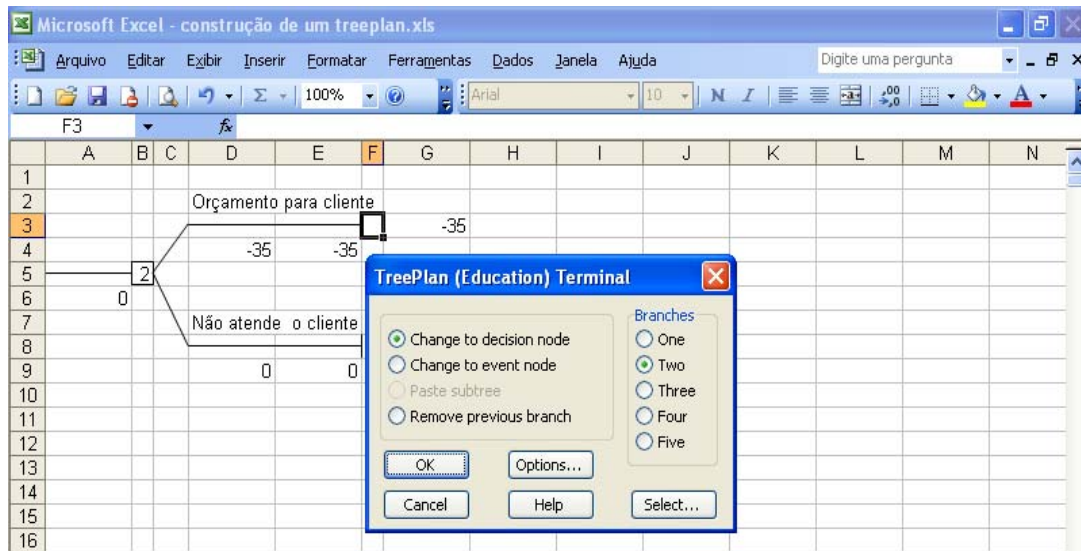 Microsoft Excel - construção de um treeplan.xls
Arquivo Editar Exibir Inserir Formatar Ferramentas Dados Janela Ajuda Digite uma pergunta
Σ 100% Arial 10 N I
F3 fx
A B C D E F G H I J K L M N
1
2 Orçamento para cliente
3 -35
4 -35 -35
5 2
6 0
7 Não atende o cliente
8
9 0 0
10
11
12
13
14
15
16
TreePlan (Education) Terminal
Branches
Change to decision node One
Change to event node Two
Paste subtree Three
Remove previous branch Four
Five
OK Options...
Cancel Help Select...